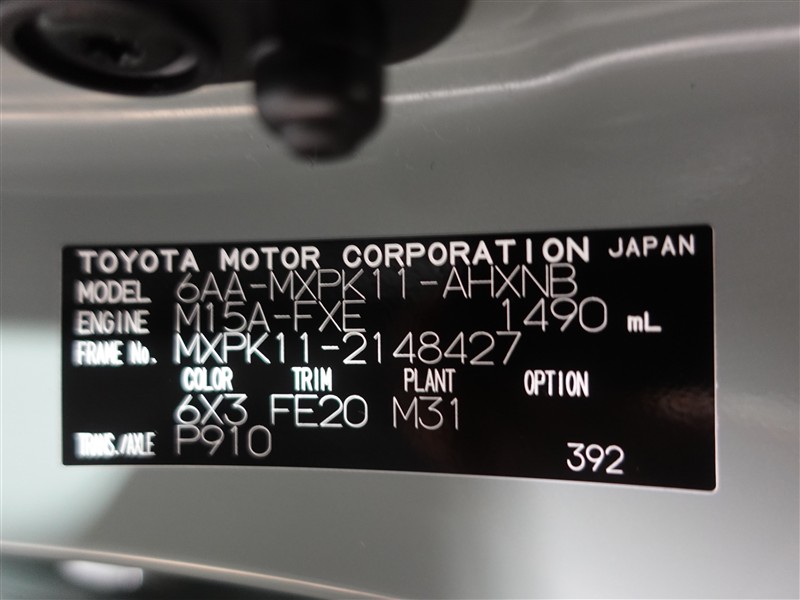 TOYOTA MOTOR CORPORATION JAPAN
MODEL 6AA-MXPK11-AHXNB
ENGINE M15A-FXE 1490 mL
FRAME No. MXPK11-2148427
COLOR TRIM PLANT OPTION
6X3 FE20 M31
TRANS./AXLE P910
392